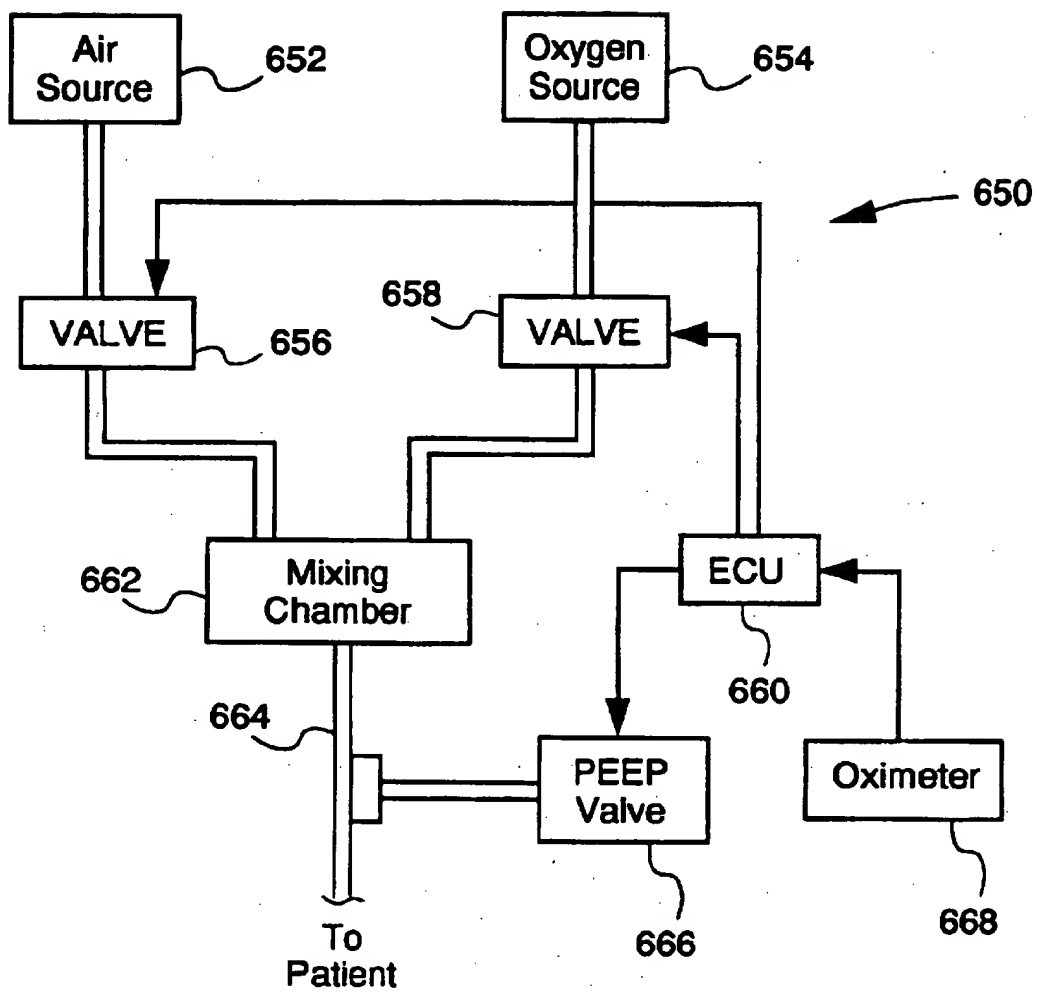 Air
Source
652
Oxygen
Source
654
650
VALVE
656
658
VALVE
662
Mixing
Chamber
ECU
660
664
PEEP
Valve
666
Oximeter
668
To
Patient